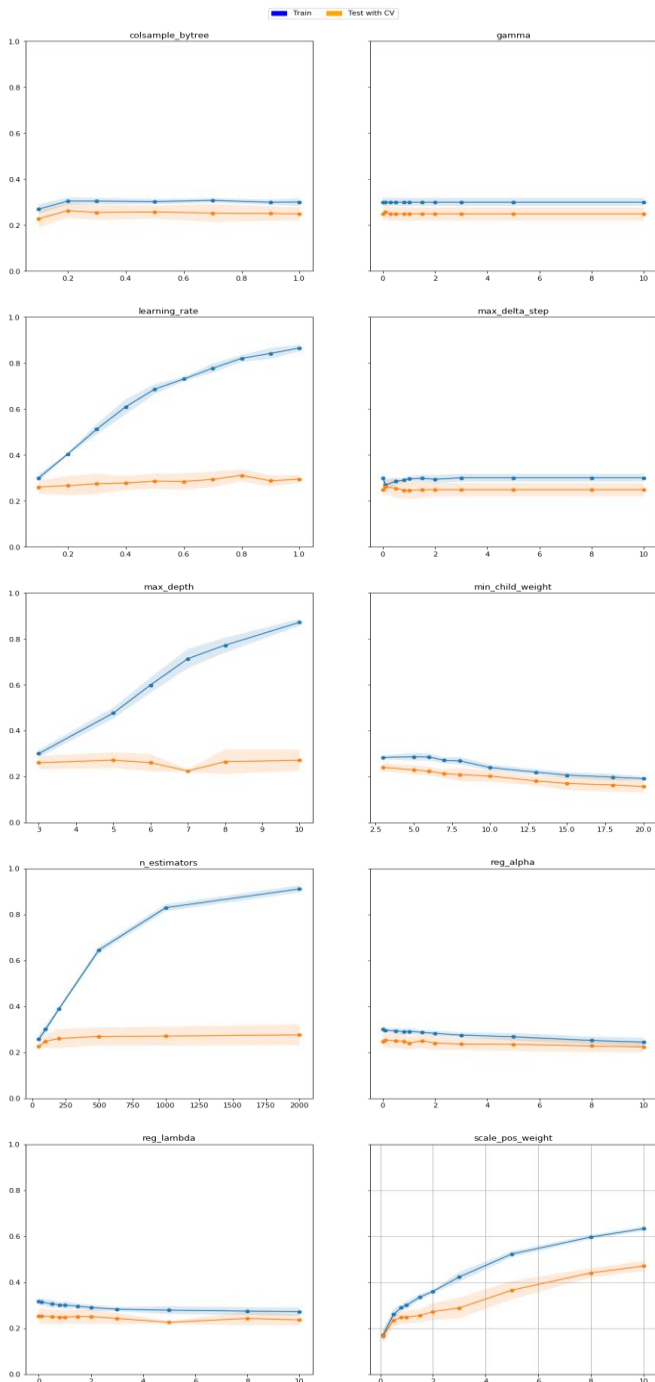 Train Test with CV
colsample_bytree gamma
1.0
0.8
0.6
0.4
0.2
0.0
0.2 0.4 0.6 0.8 1.0 0 2 4 6 8 10
learning_rate max_delta_step
1.0
0.8
0.6
0.4
0.2
0.0
0.2 0.4 0.6 0.8 1.0 0 2 4 6 8 10
max_depth min_child_weight
1.0
0.8
0.6
0.4
0.2
0.0
3 4 5 6 7 8 9 10 2.5 5.0 7.5 10.0 12.5 15.0 17.5 20.0
n_estimators reg_alpha
1.0
0.8
0.6
0.4
0.2
0.0
0 250 500 750 1000 1250 1500 1750 2000 0 2 4 6 8 10
reg_lambda scale_pos_weight
1.0
0.8
0.6
0.4
0.2
0.0
0 2 4 6 8 10 0 2 4 6 8 10